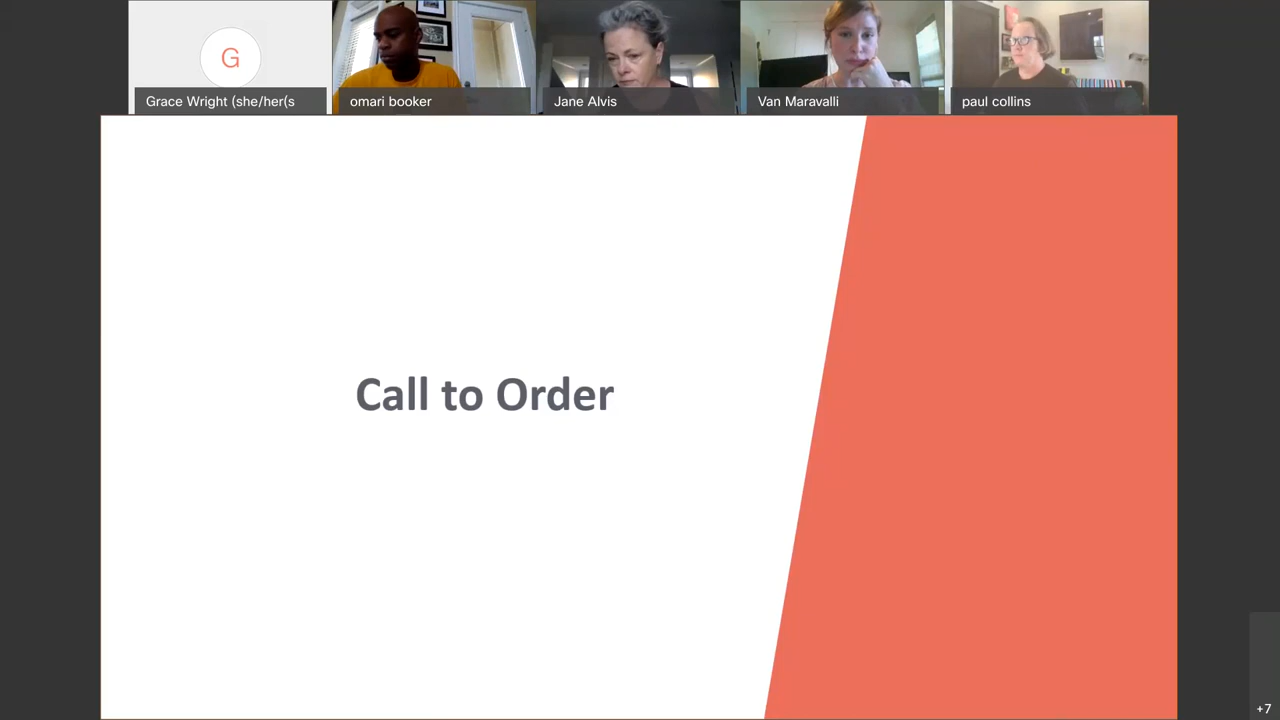 G
Grace Wright (she/her(s
omari booker
Jane Alvis
Van Maravalli
paul collins
Call to Order
+7